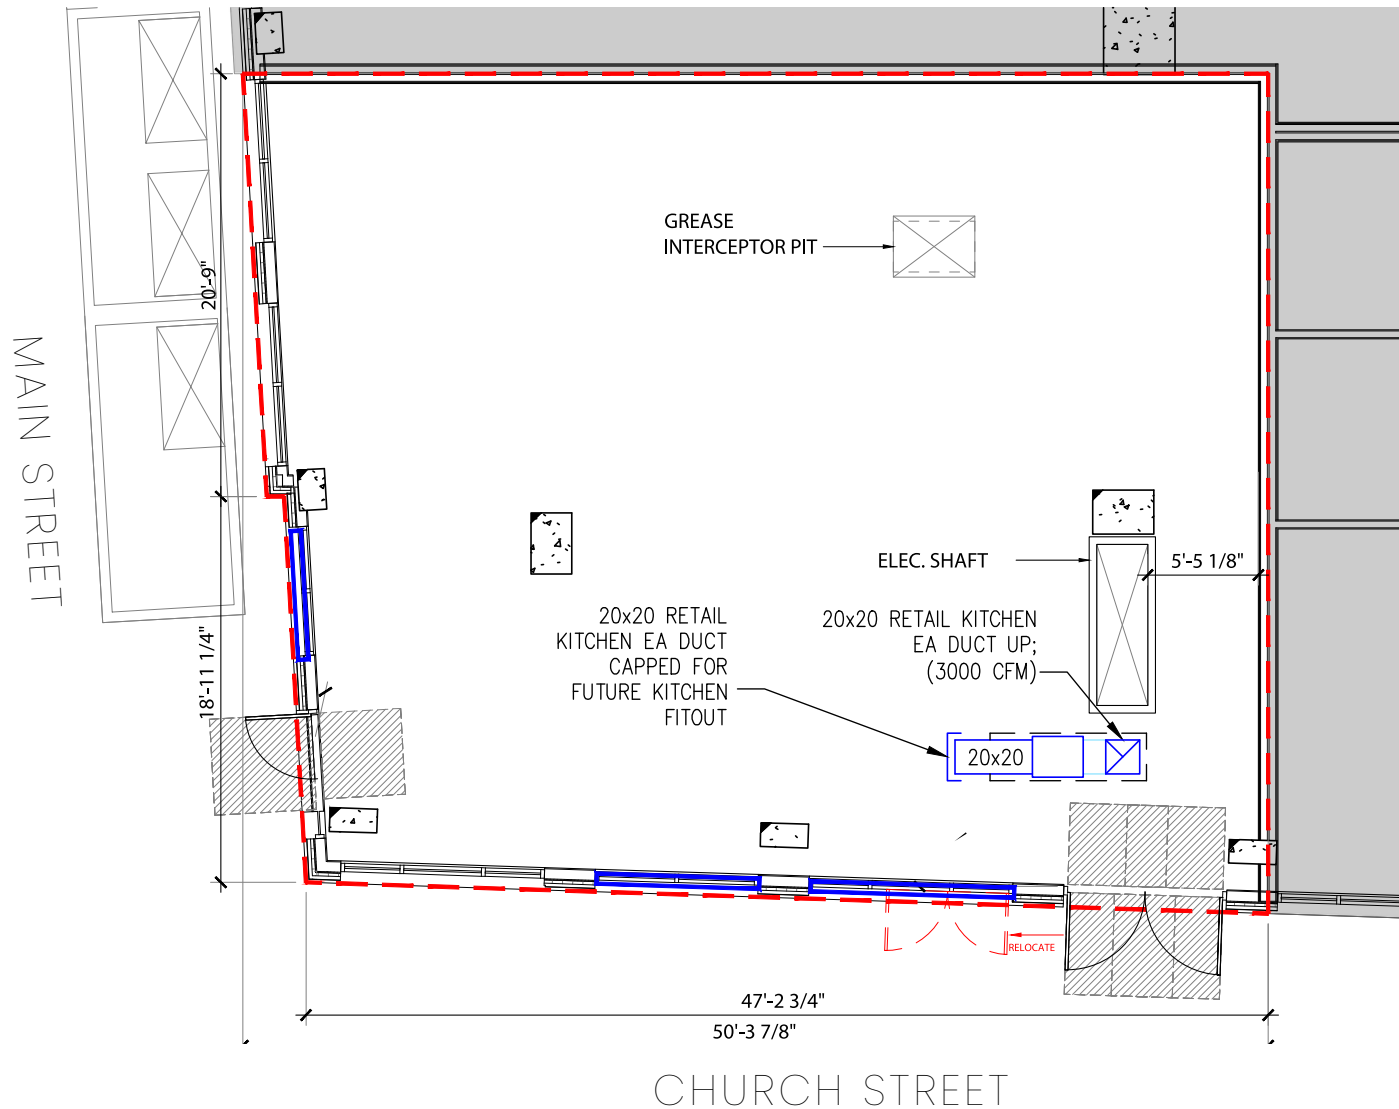 GREASE
INTERCEPTOR PIT
20'-9"
MAIN STREET
ELEC. SHAFT
5'-5 1/8"
20x20 RETAIL
KITCHEN EA DUCT
CAPPED FOR
FUTURE KITCHEN
FITOUT
20x20 RETAIL KITCHEN
EA DUCT UP;
(3000 CFM)
18'-11 1/4"
20x20
RELOCATE
47'-2 3/4"
50'-3 7/8"
CHURCH STREET